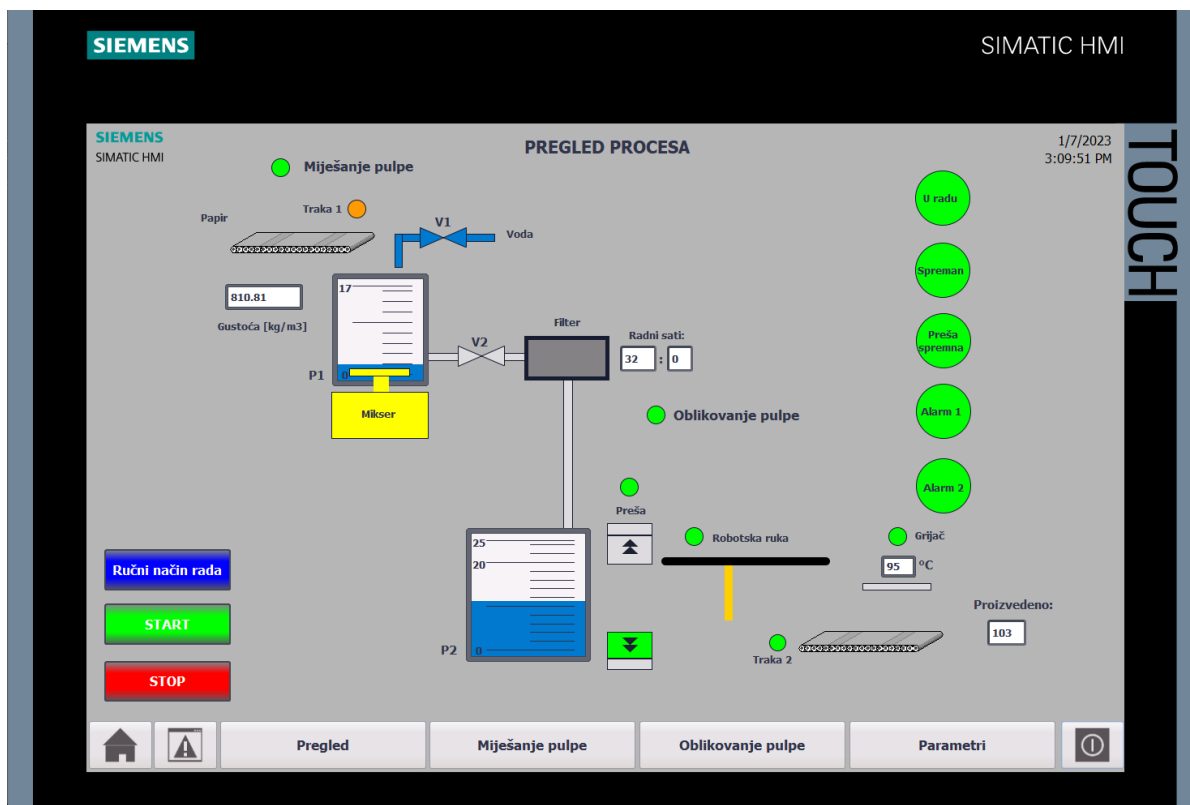 SIEMENS
SIMATIC HMI
TOUCH
SIEMENS
SIMATIC HMI
PREGLED PROCESA
1/7/2023
3:09:51 PM
Miješanje pulpe
Papir
Traka 1
V1
Voda
U radu
Spreman
810.81
Gustoća [kg/m3]
17
0
P1
Mikser
V2
Filter
Radni sati:
32 : 0
Preša
spremna
Oblikovanje pulpe
Alarm 1
Alarm 2
Preša
25
20
0
P2
Robotska ruka
Grijač
95 °C
Traka 2
Proizvedeno:
103
Ručni način rada
START
STOP
Pregled
Miješanje pulpe
Oblikovanje pulpe
Parametri